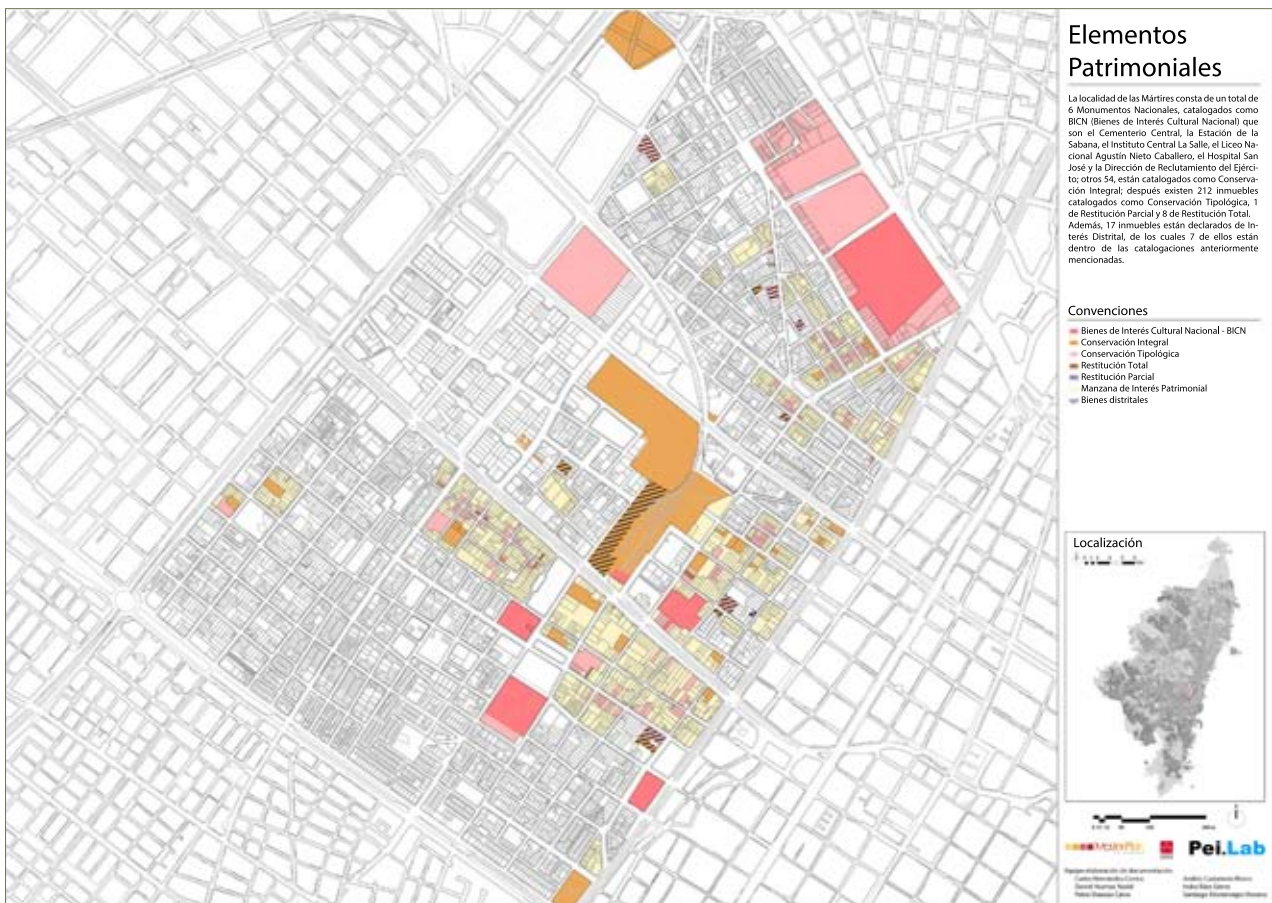 Elementos
Patrimoniales
La localidad de las Mártires consta de un total de
6 Monumentos Nacionales, catalogados como
BICN (Bienes de Interés Cultural Nacional) que
son el Cementerio Central, la Estación de la
Sabana, el Instituto Central La Salle, el Liceo Na-
cional Agustín Nieto Caballero, el Hospital San
José y la Dirección de Reclutamiento del Ejérci-
to; otros 54, están catalogados como Conserva-
ción Integral; después existen 212 inmuebles
catalogados como Conservación Tipológica, 1
de Restitución Parcial y 8 de Restitución Total.
Además, 17 inmuebles están declarados de In-
terés Distrital, de los cuales 7 de ellos están
dentro de las catalogaciones anteriormente
mencionadas.
Convenciones
Bienes de Interés Cultural Nacional - BICN
Conservación Integral
Conservación Tipológica
Restitución Total
Restitución Parcial
Manzana de Interés Patrimonial
Bienes distritales
Localización
Pei.Lab